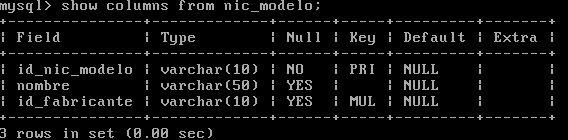 mysql> show columns from nic_modelo;
+---------------+-------------+------+-----+---------+-------+
| Field         | Type        | Null | Key | Default | Extra |
+---------------+-------------+------+-----+---------+-------+
| id_nic_modelo | varchar(10) | NO   | PRI | NULL    |       |
| nombre        | varchar(50) | YES  |     | NULL    |       |
| id_fabricante | varchar(10) | YES  | MUL | NULL    |       |
+---------------+-------------+------+-----+---------+-------+
3 rows in set (0.00 sec)